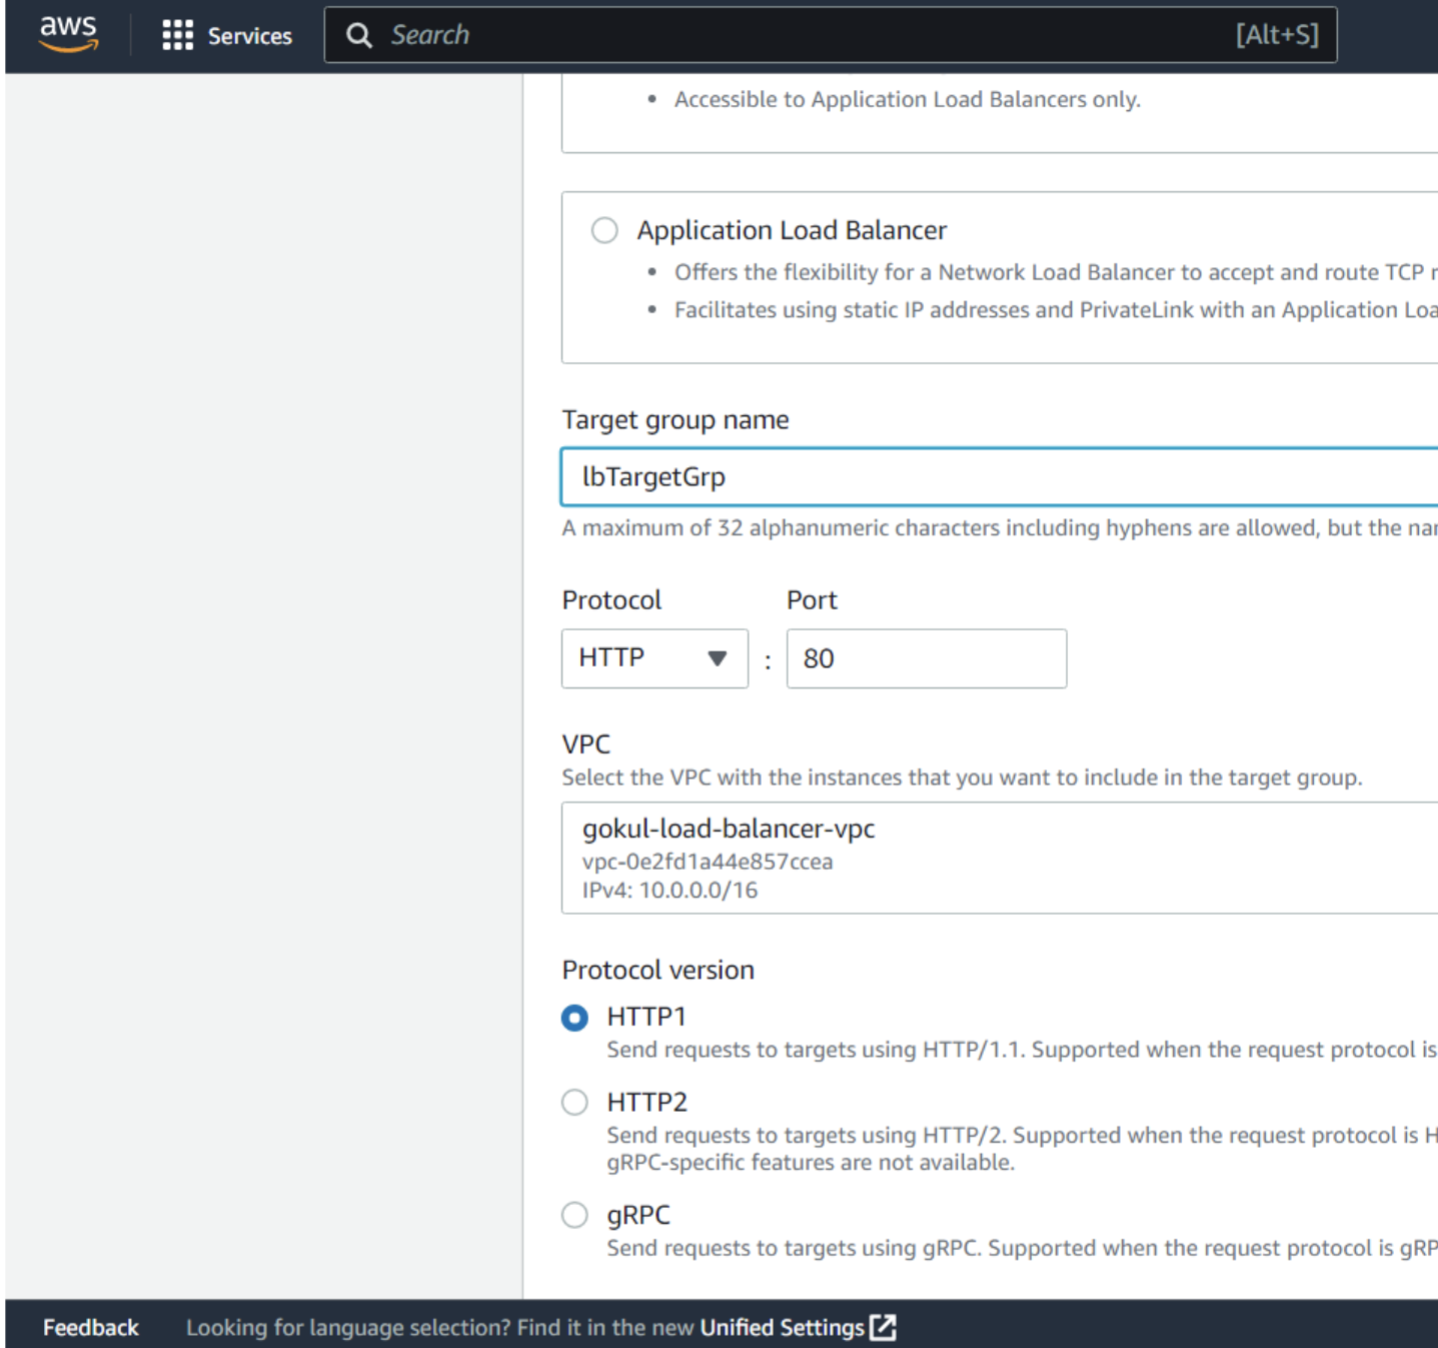 aws Services Search [Alt+S]
• Accessible to Application Load Balancers only.
Application Load Balancer
• Offers the flexibility for a Network Load Balancer to accept and route TCP
• Facilitates using static IP addresses and PrivateLink with an Application
Target group name
lbTargetGrp
A maximum of 32 alphanumeric characters including hyphens are allowed, but the
Protocol Port
HTTP : 80
VPC
Select the VPC with the instances that you want to include in the target group.
gokul-load-balancer-vpc
vpc-0e2fd1a44e857ccea
IPv4: 10.0.0.0/16
Protocol version
HTTP1
Send requests to targets using HTTP/1.1. Supported when the request protocol is
HTTP2
Send requests to targets using HTTP/2. Supported when the request protocol is
gRPC-specific features are not available.
gRPC
Send requests to targets using gRPC. Supported when the request protocol is
Feedback Looking for language selection? Find it in the new Unified Settings